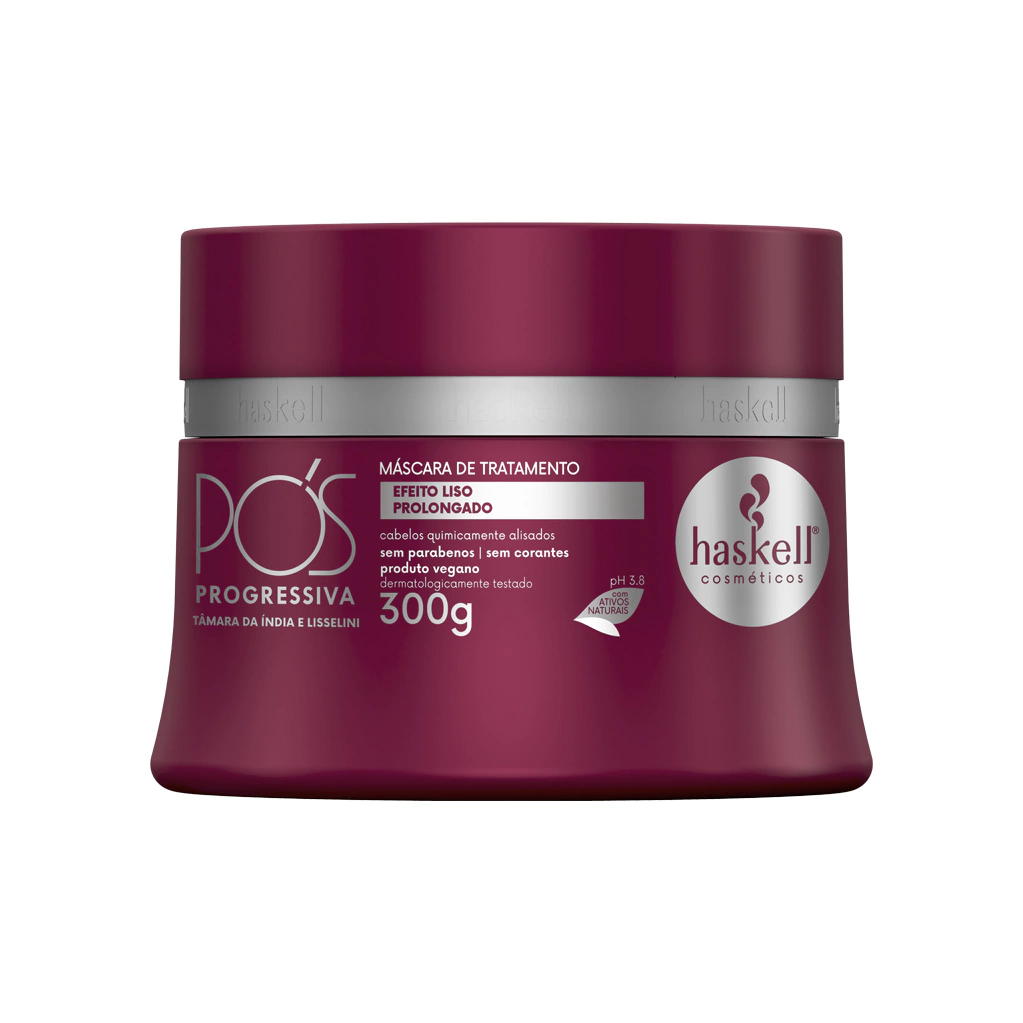 haskell haskell haskell
PÓS
PROGRESSIVA
TÂMARA DA ÍNDIA E LISSELINI
MÁSCARA DE TRATAMENTO
EFEITO LISO
PROLONGADO
cabelos quimicamente alisados
sem parabenos | sem corantes
produto vegano
dermatologicamente testado
300g
pH 3.8
com
ATIVOS
NATURAIS
haskell®
cosméticos